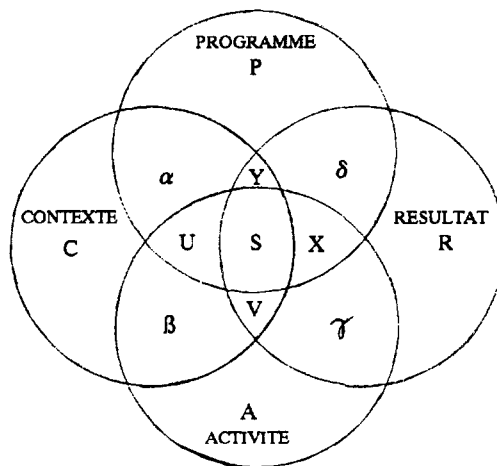 PROGRAMME
P
α Y δ
CONTEXTE
C
U S X
RESULTAT
R
V
ß γ
A
ACTIVITE